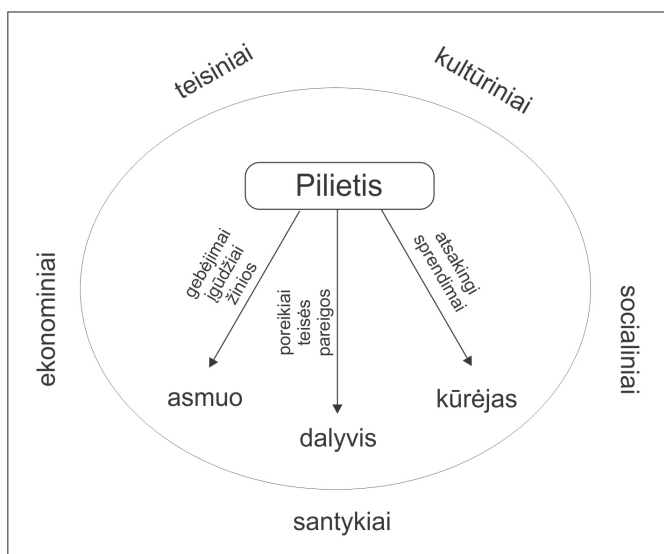 teisiniai
kultūriniai
Pilietis
gebėjimai
įgūdžiai
žinios
poreikiai
teisės
pareigos
atsakingi
sprendimai
ekonominiai
socialiniai
asmuo
dalyvis
kūrėjas
santykiai